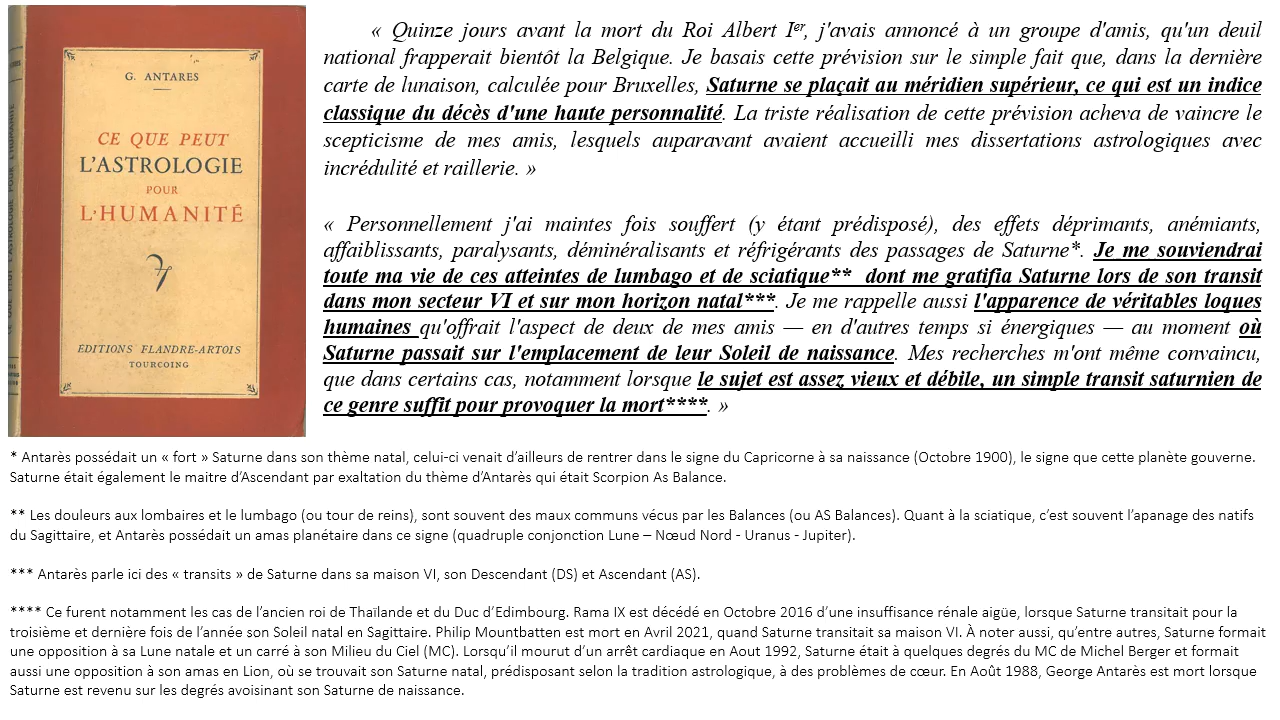 G. ANTARES
CE QUE PEUT
L'ASTROLOGIE
POUR
L'HUMANITÉ
EDITIONS FLANDRE-ARTOIS
TOURCOING
« Quinze jours avant la mort du Roi Albert Ier, j'avais annoncé à un groupe d'amis, qu'un deuil
national frapperait bientôt la Belgique. Je basais cette prévision sur le simple fait que, dans la dernière
carte de lunaison, calculée pour Bruxelles, Saturne se plaçait au méridien supérieur, ce qui est un indice
classique du décès d'une haute personnalité. La triste réalisation de cette prévision acheva de vaincre le
scepticisme de mes amis, lesquels auparavant avaient accueilli mes dissertations astrologiques avec
incrédulité et raillerie. »
« Personnellement j'ai maintes fois souffert (y étant prédisposé), des effets déprimants, anémiants,
affaiblissants, paralysants, déminéralisants et réfrigérants des passages de Saturne*. Je me souviendrai
toute ma vie de ces atteintes de lumbago et de sciatique** dont me gratifia Saturne lors de son transit
dans mon secteur VI et sur mon horizon natal***. Je me rappelle aussi l'apparence de véritables loques
humaines qu'offrait l'aspect de deux de mes amis — en d'autres temps si énergiques — au moment où
Saturne passait sur l'emplacement de leur Soleil de naissance. Mes recherches m'ont même convaincu,
que dans certains cas, notamment lorsque le sujet est assez vieux et débile, un simple transit saturnien de
ce genre suffit pour provoquer la mort****. »
* Antarès possédait un « fort » Saturne dans son thème natal, celui-ci venait d'ailleurs de rentrer dans le signe du Capricorne à sa naissance (Octobre 1900), le signe que cette planète gouverne.
Saturne était également le maitre d'Ascendant par exaltation du thème d'Antarès qui était Scorpion As Balance.
** Les douleurs aux lombaires et le lumbago (ou tour de reins), sont souvent des maux communs vécus par les Balances (ou AS Balances). Quant à la sciatique, c'est souvent l'apanage des natifs
du Sagittaire, et Antarès possédait un amas planétaire dans ce signe (quadruple conjonction Lune – Nœud Nord - Uranus - Jupiter).
*** Antarès parle ici des « transits » de Saturne dans sa maison VI, son Descendant (DS) et Ascendant (AS).
**** Ce furent notamment les cas de l'ancien roi de Thaïlande et du Duc d'Edimbourg. Rama IX est décédé en Octobre 2016 d'une insuffisance rénale aigüe, lorsque Saturne transitait pour la
troisième et dernière fois de l'année son Soleil natal en Sagittaire. Philip Mountbatten est mort en Avril 2021, quand Saturne transitait sa maison VI. À noter aussi, qu'entre autres, Saturne formait
une opposition à sa Lune natale et un carré à son Milieu du Ciel (MC). Lorsqu'il mourut d'un arrêt cardiaque en Aout 1992, Saturne était à quelques degrés du MC de Michel Berger et formait
aussi une opposition à son amas en Lion, où se trouvait son Saturne natal, prédisposant selon la tradition astrologique, à des problèmes de cœur. En Août 1988, George Antarès est mort lorsque
Saturne est revenu sur les degrés avoisinant son Saturne de naissance.